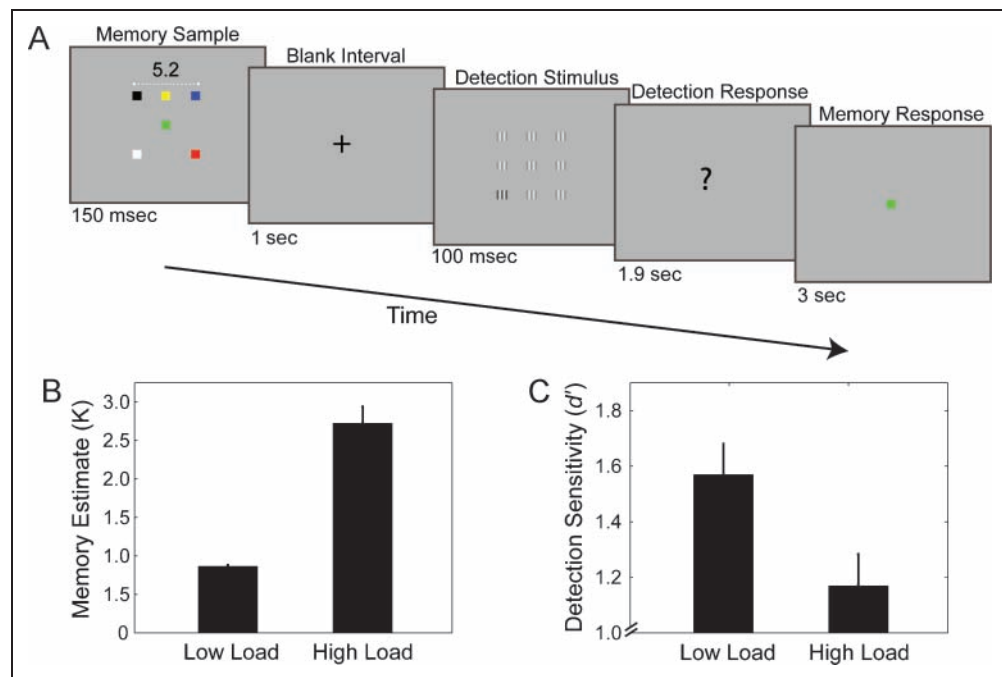 A
Memory Sample
5.2
150 msec
Blank Interval
+
1 sec
Detection Stimulus
100 msec
Detection Response
?
1.9 sec
Memory Response
3 sec
Time
B
Memory Estimate (K)
3.0
2.5
2.0
1.0
1.5
0
Low Load High Load
C
Detection Sensitivity (d′)
1.8
1.6
1.4
1.2
1.0
Low Load High Load